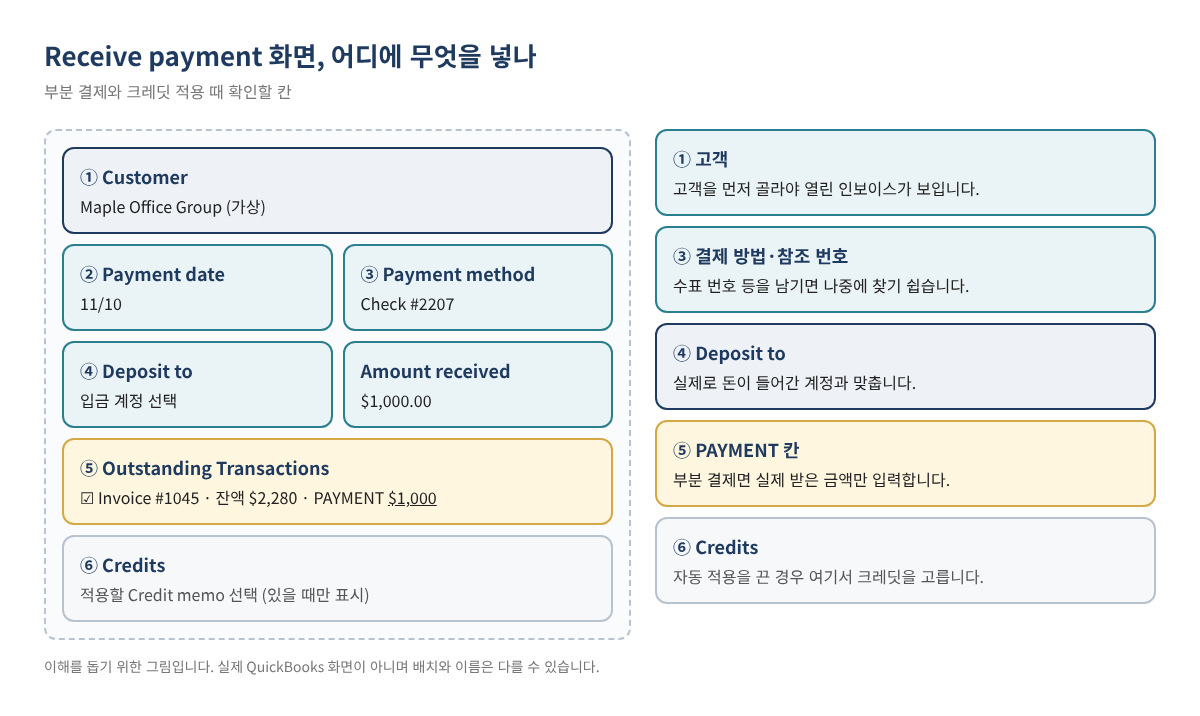 Receive payment 화면, 어디에 무엇을 넣나
부분 결제와 크레딧 적용 때 확인할 칸
① Customer
Maple Office Group (가상)
② Payment date
11/10
③ Payment method
Check #2207
④ Deposit to
입금 계정 선택
Amount received
$1,000.00
⑤ Outstanding Transactions
☑ Invoice #1045 · 잔액 $2,280 · PAYMENT $1,000
⑥ Credits
적용할 Credit memo 선택 (있을 때만 표시)
① 고객
고객을 먼저 골라야 열린 인보이스가 보입니다.
③ 결제 방법·참조 번호
수표 번호 등을 남기면 나중에 찾기 쉽습니다.
④ Deposit to
실제로 돈이 들어간 계정과 맞춥니다.
⑤ PAYMENT 칸
부분 결제면 실제 받은 금액만 입력합니다.
⑥ Credits
자동 적용을 끈 경우 여기서 크레딧을 고릅니다.
이해를 돕기 위한 그림입니다. 실제 QuickBooks 화면이 아니며 배치와 이름은 다를 수 있습니다.